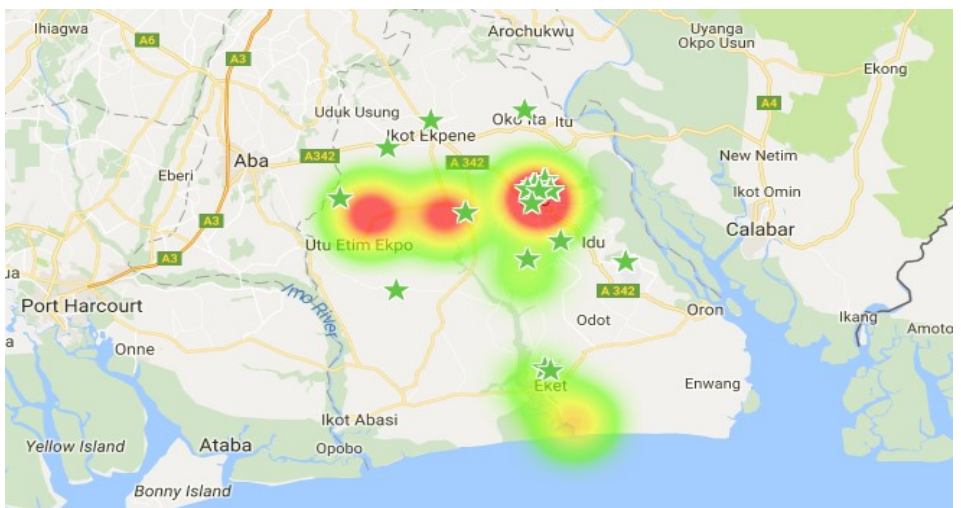 Ihiagwa
A6
A3
Arochukwu
Uyanga
Okpo Usun
Ekong
A4
Uduk Usung
Oko Ita
Itu
Ikot Ekpene
A342
Aba
A 342
New Netim
Eberi
Ikot Omin
A3
Calabar
Utu Etim Ekpo
Idu
A3
A 342
Imo River
Port Harcourt
Oron
Odot
Ikang
Amoto
Onne
Eket
Enwang
Ikot Abasi
Yellow Island
Ataba
Opobo
Bonny Island